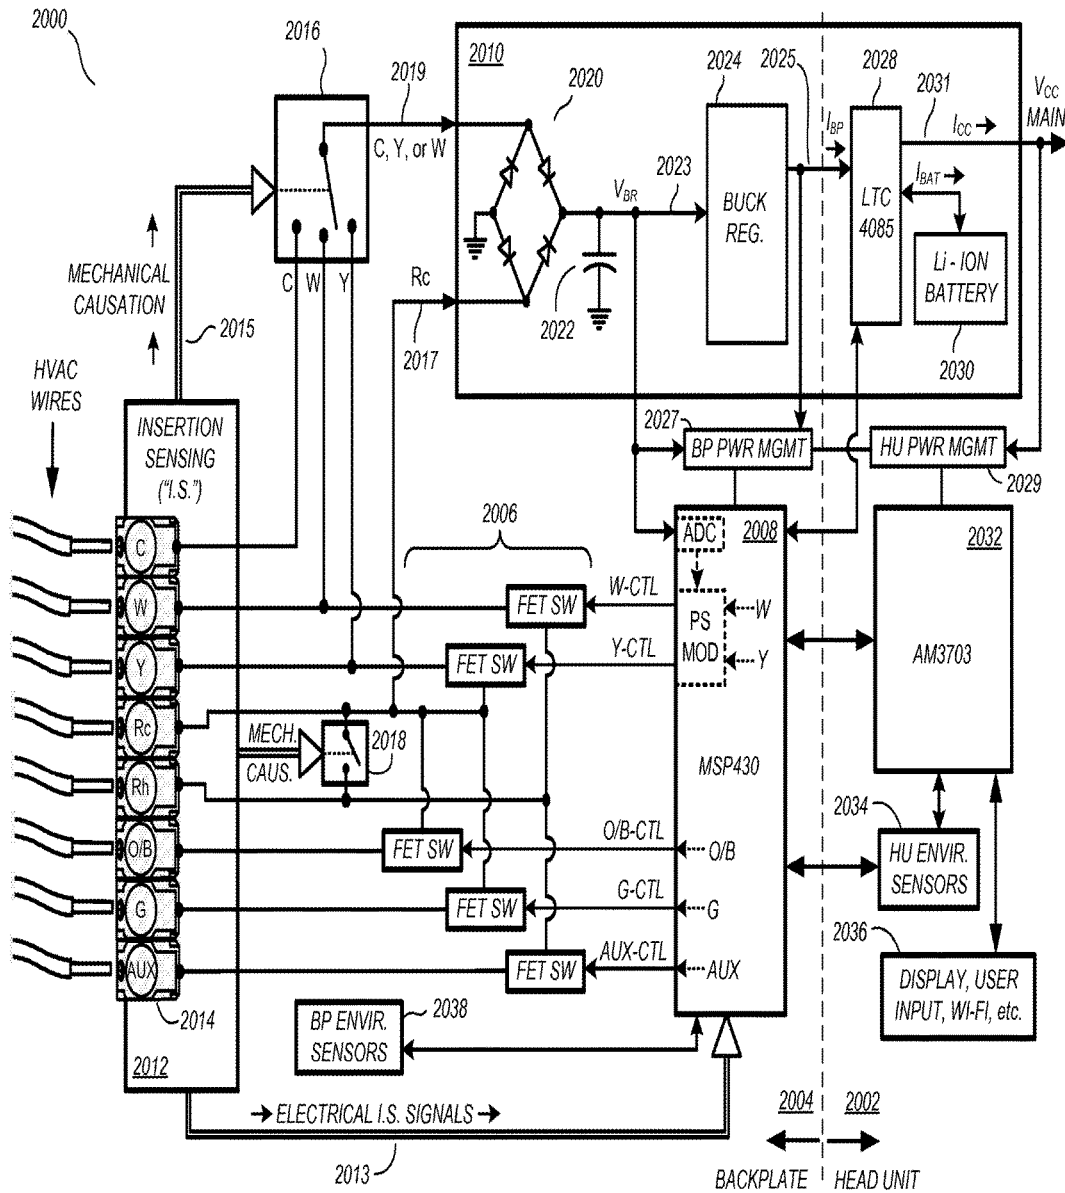 2000
2016
2019
C, Y, or W
2010
2020
2024
2025
2028
2031
VCC
MAIN
IBP
ICC
IBAT
VBR
2023
BUCK
REG.
LTC
4085
Li - ION
BATTERY
2030
MECHANICAL
CAUSATION
C
W
Y
Rc
2017
2022
2015
HVAC
WIRES
INSERTION
SENSING
("I.S.")
2027
BP PWR MGMT
HU PWR MGMT
2029
2006
ADC
2008
2032
C
W
FET SW
W-CTL
PS
MOD
W
Y
FET SW
Y-CTL
Y
AM3703
Rc
MECH.
CAUS.
2018
MSP430
Rh
O/B
FET SW
O/B-CTL
O/B
2034
HU ENVIR.
SENSORS
G
FET SW
G-CTL
G
AUX
FET SW
AUX-CTL
AUX
2036
DISPLAY, USER
INPUT, WI-FI, etc.
2014
BP ENVIR.
SENSORS
2038
2012
ELECTRICAL I.S. SIGNALS
2013
2004
2002
BACKPLATE
HEAD UNIT